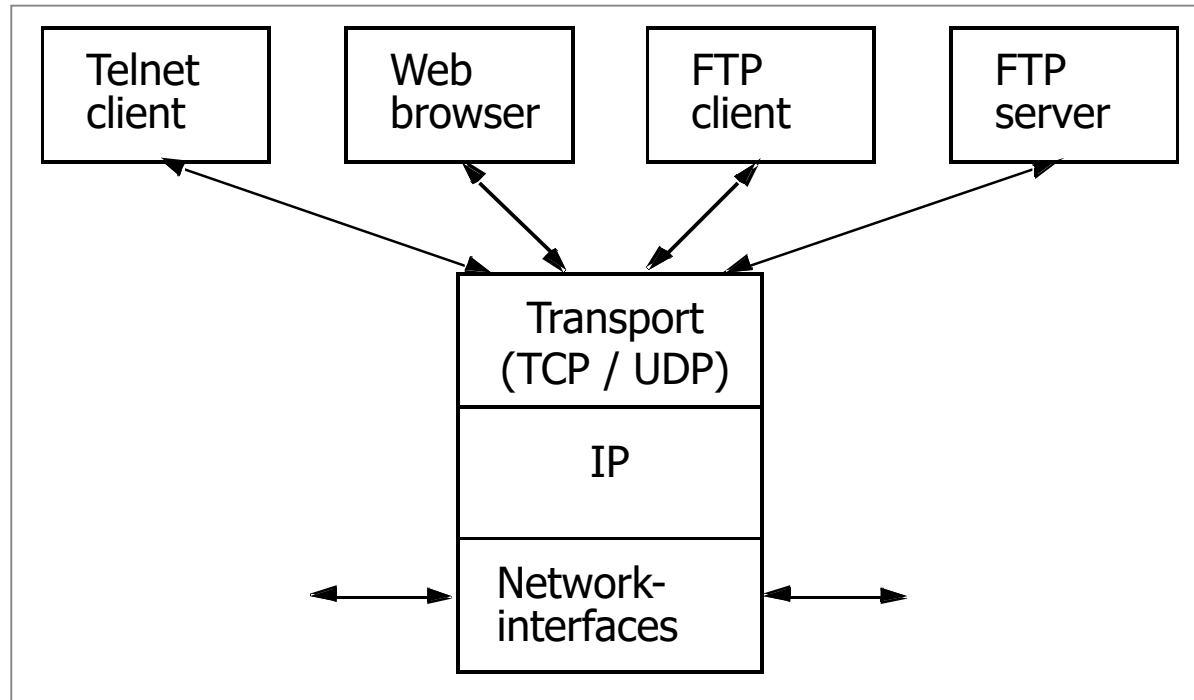 Telnet
client
Web
browser
FTP
client
FTP
server
Transport
(TCP / UDP)
IP
Network-
interfaces